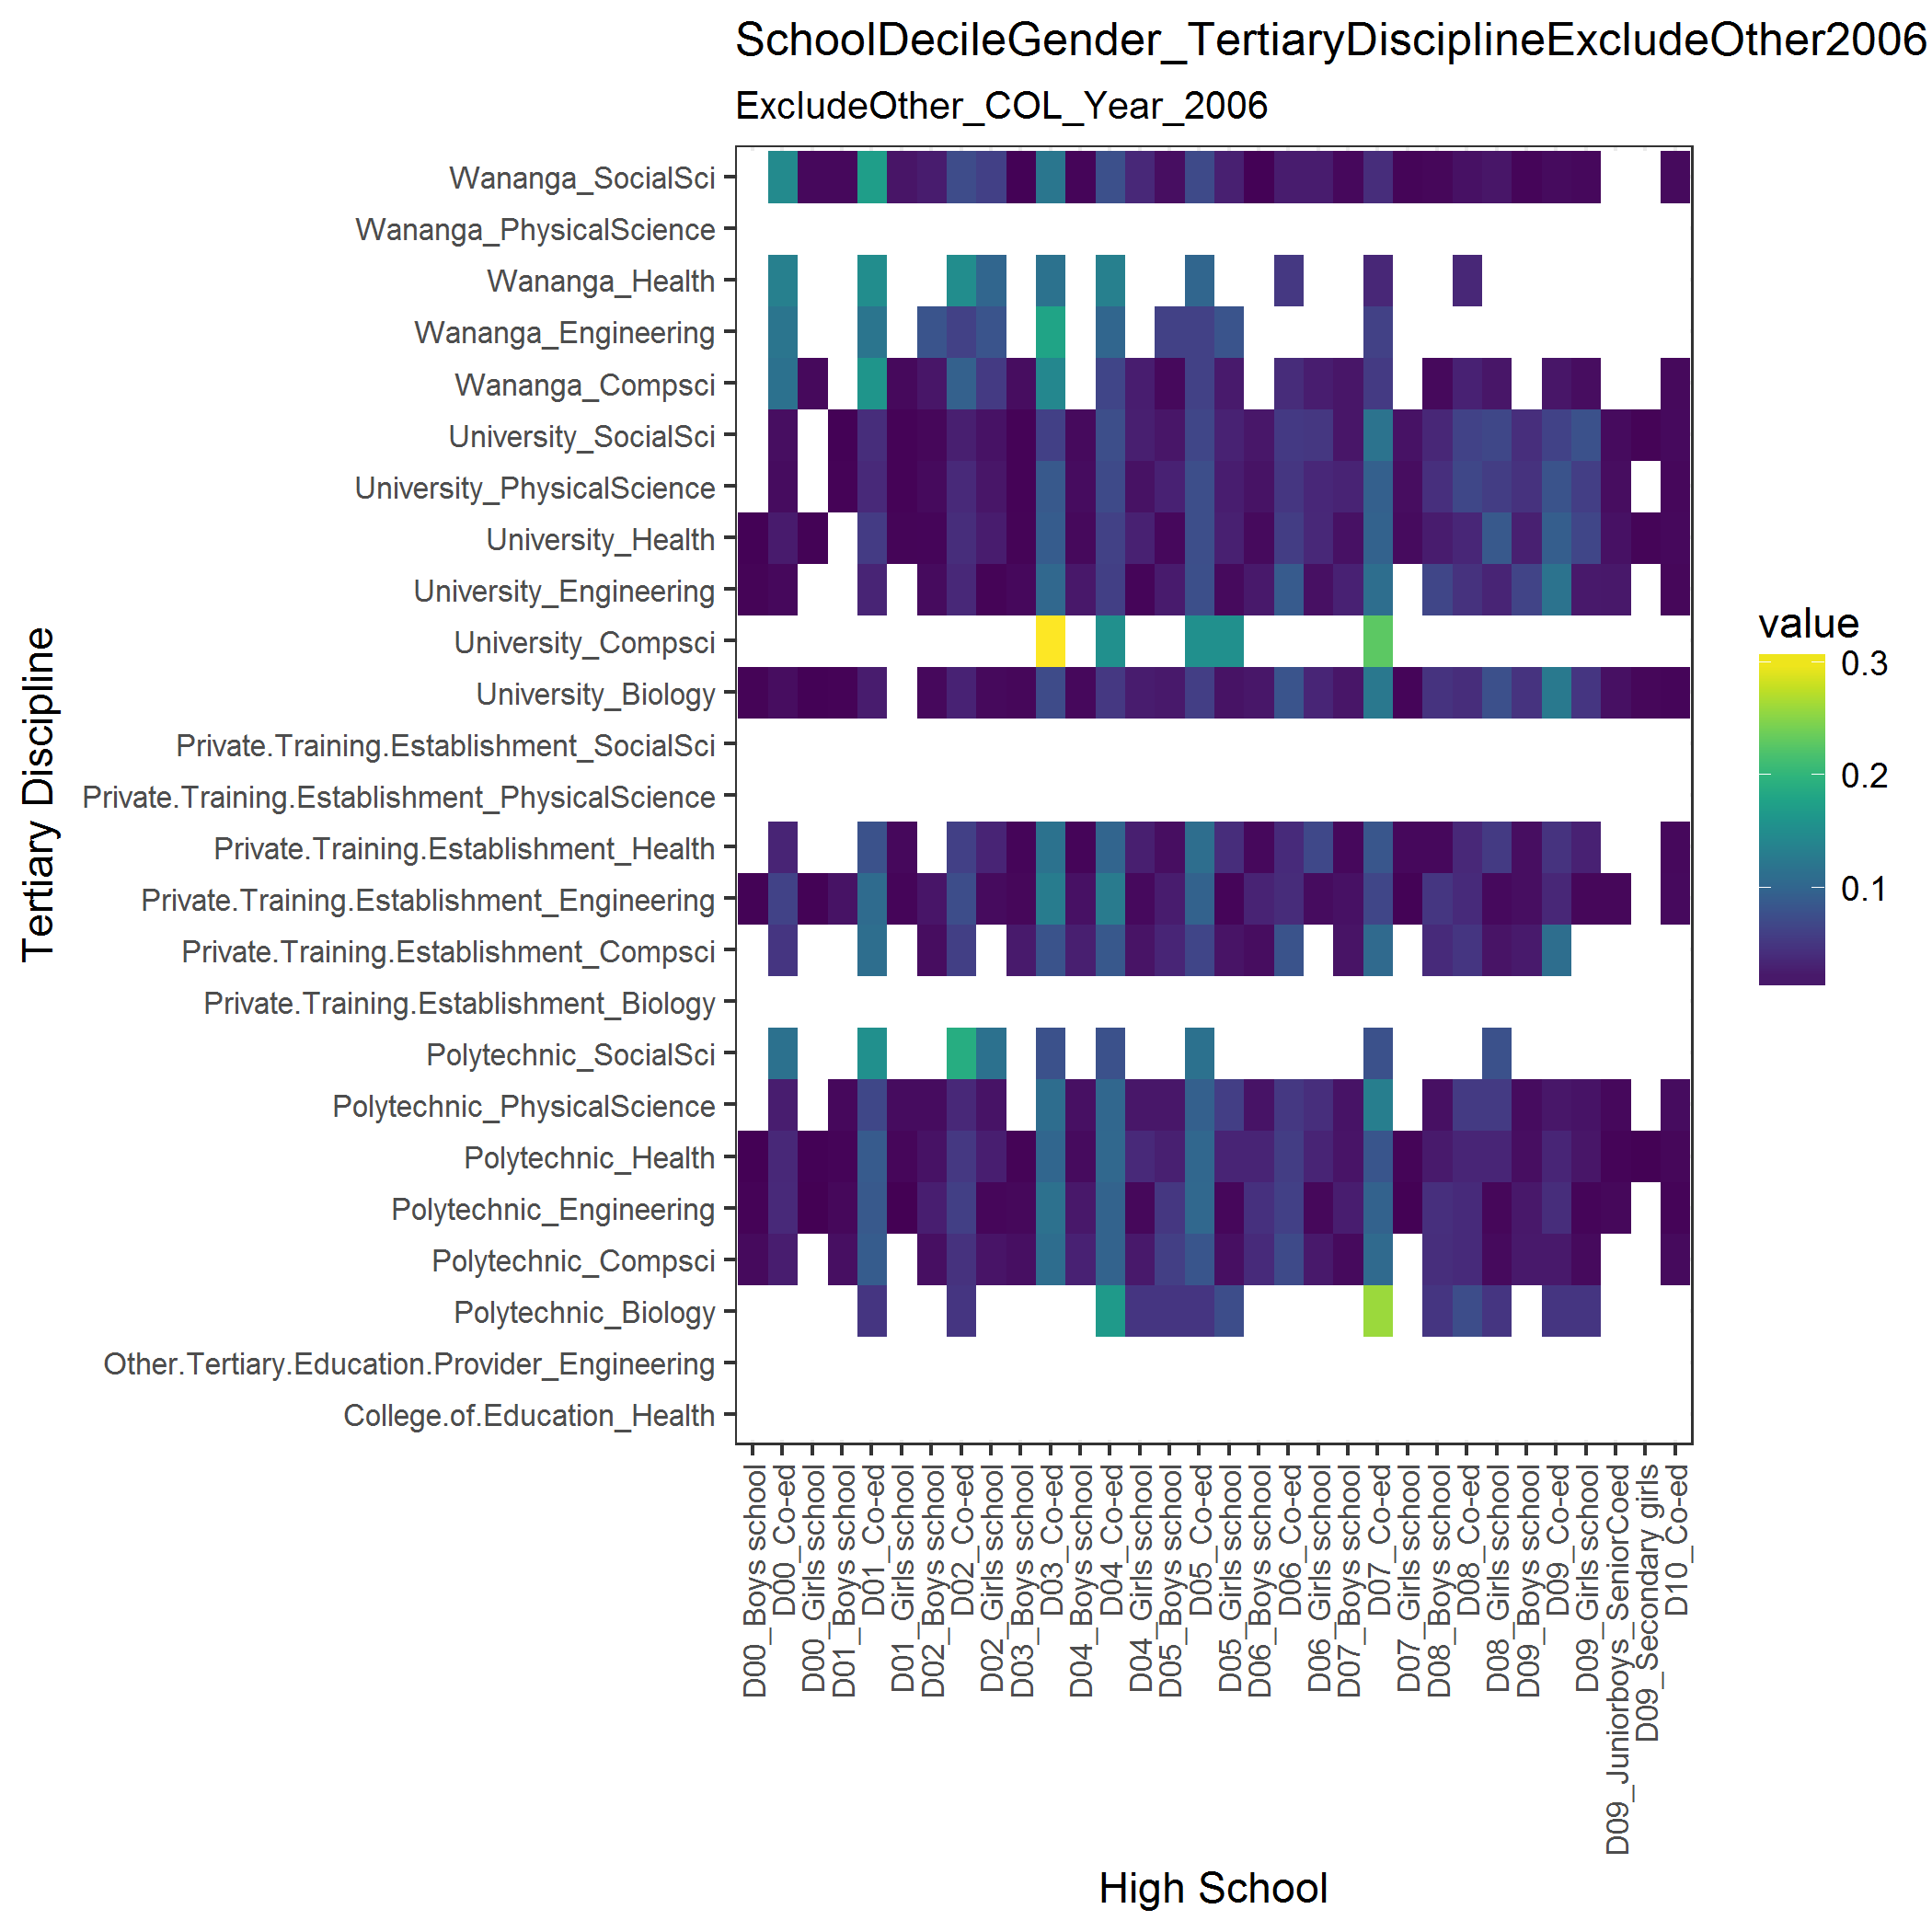 SchoolDecileGender_TertiaryDisciplineExcludeOther2006
ExcludeOther_COL_Year_2006
Tertiary Discipline
Wananga_SocialSci
Wananga_PhysicalScience
Wananga_Health
Wananga_Engineering
Wananga_Compsci
University_SocialSci
University_PhysicalScience
University_Health
University_Engineering
University_Compsci
University_Biology
Private.Training.Establishment_SocialSci
Private.Training.Establishment_PhysicalScience
Private.Training.Establishment_Health
Private.Training.Establishment_Engineering
Private.Training.Establishment_Compsci
Private.Training.Establishment_Biology
Polytechnic_SocialSci
Polytechnic_PhysicalScience
Polytechnic_Health
Polytechnic_Engineering
Polytechnic_Compsci
Polytechnic_Biology
Other.Tertiary.Education.Provider_Engineering
College.of.Education_Health
D00_Boys school
D00_Co-ed
D00_Girls school
D01_Boys school
D01_Co-ed
D01_Girls school
D02_Boys school
D02_Co-ed
D02_Girls school
D03_Boys school
D03_Co-ed
D04_Boys school
D04_Co-ed
D04_Girls school
D05_Boys school
D05_Co-ed
D05_Girls school
D06_Boys school
D06_Co-ed
D06_Girls school
D07_Boys school
D07_Co-ed
D07_Girls school
D08_Boys school
D08_Co-ed
D08_Girls school
D09_Boys school
D09_Co-ed
D09_Girls school
D09_Juniorboys_SeniorCoed
D09_Secondary girls
D10_Co-ed
High School
value
0.3
0.2
0.1